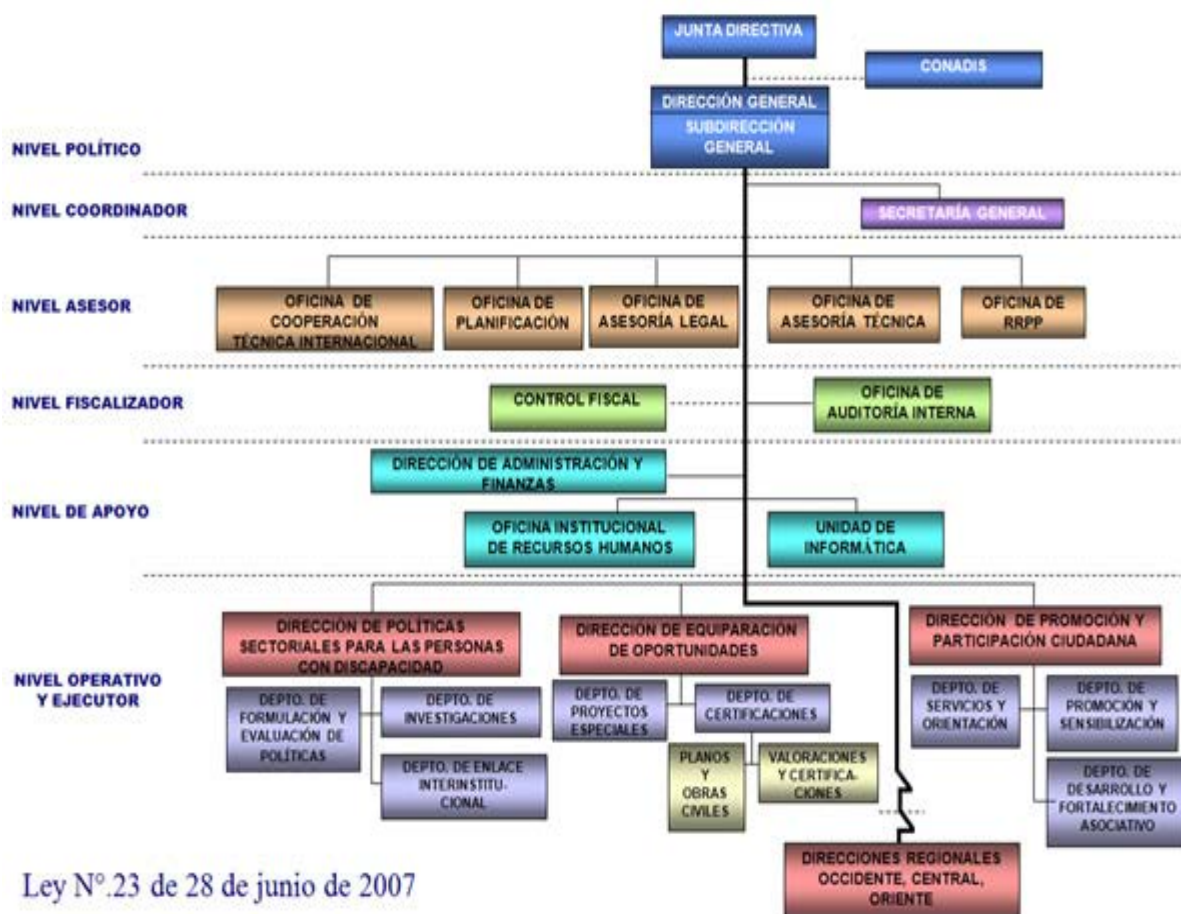 JUNTA DIRECTIVA
CONADIS
DIRECCIÓN GENERAL
SUBDIRECCIÓN
GENERAL
NIVEL POLÍTICO
NIVEL COORDINADOR
SECRETARÍA GENERAL
NIVEL ASESOR
OFICINA DE
COOPERACIÓN
TÉCNICA INTERNACIONAL
OFICINA DE
PLANIFICACIÓN
OFICINA DE
ASESORÍA LEGAL
OFICINA DE
ASESORÍA TÉCNICA
OFICINA DE
RRPP
NIVEL FISCALIZADOR
CONTROL FISCAL
OFICINA DE
AUDITORÍA INTERNA
NIVEL DE APOYO
DIRECCIÓN DE ADMINISTRACIÓN Y
FINANZAS
OFICINA INSTITUCIONAL
DE RECURSOS HUMANOS
UNIDAD DE
INFORMÁTICA
NIVEL OPERATIVO
Y EJECUTOR
DIRECCIÓN DE POLÍTICAS
SECTORIALES PARA LAS PERSONAS
CON DISCAPACIDAD
DEPTO. DE
FORMULACIÓN Y
EVALUACIÓN DE
POLÍTICAS
DEPTO. DE
INVESTIGACIONES
DEPTO. DE ENLACE
INTERINSTITU-
CIONAL
DIRECCIÓN DE EQUIPARACIÓN
DE OPORTUNIDADES
DEPTO. DE
PROYECTOS
ESPECIALES
DEPTO. DE
CERTIFICACIONES
PLANOS
Y
OBRAS
CIVILES
VALORACIONES
Y CERTIFICA-
CIONES
DIRECCIÓN DE PROMOCIÓN Y
PARTICIPACIÓN CIUDADANA
DEPTO. DE
SERVICIOS Y
ORIENTACIÓN
DEPTO. DE
PROMOCIÓN Y
SENSIBILIZACIÓN
DEPTO. DE
DESARROLLO Y
FORTALECIMIENTO
ASOCIATIVO
DIRECCIONES REGIONALES
OCCIDENTE, CENTRAL,
ORIENTE
Ley N°.23 de 28 de junio de 2007